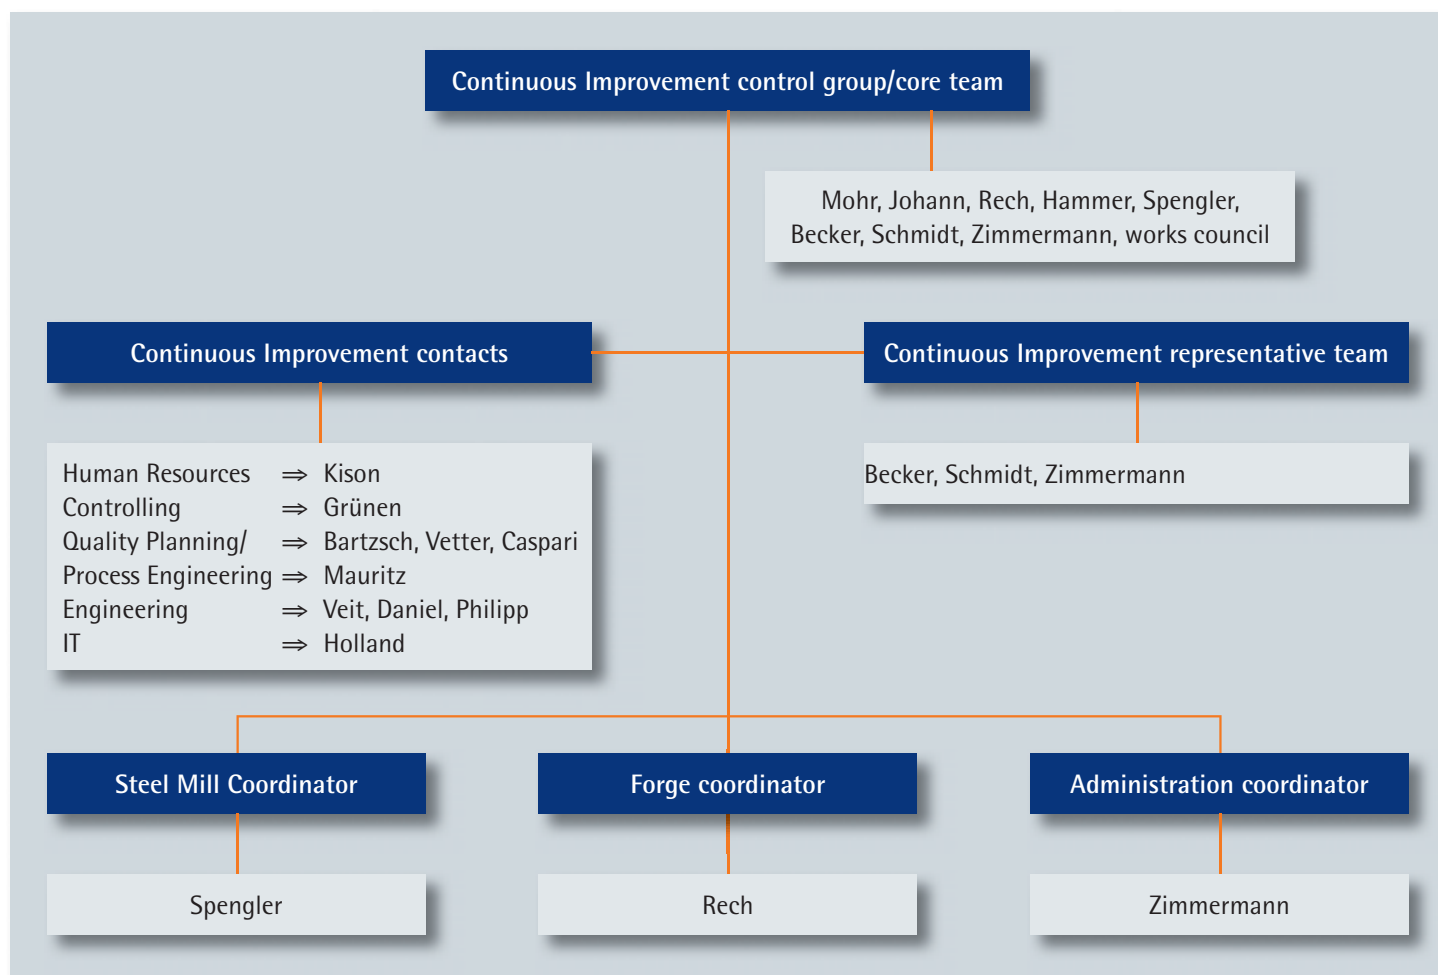 Continuous Improvement control group/core team
Mohr, Johann, Rech, Hammer, Spengler,
Becker, Schmidt, Zimmermann, works council
Continuous Improvement contacts
Continuous Improvement representative team
Human Resources ⇒ Kison
Controlling ⇒ Grünen
Quality Planning/ ⇒ Bartzsch, Vetter, Caspari
Process Engineering ⇒ Mauritz
Engineering ⇒ Veit, Daniel, Philipp
IT ⇒ Holland
Becker, Schmidt, Zimmermann
Steel Mill Coordinator
Forge coordinator
Administration coordinator
Spengler
Rech
Zimmermann